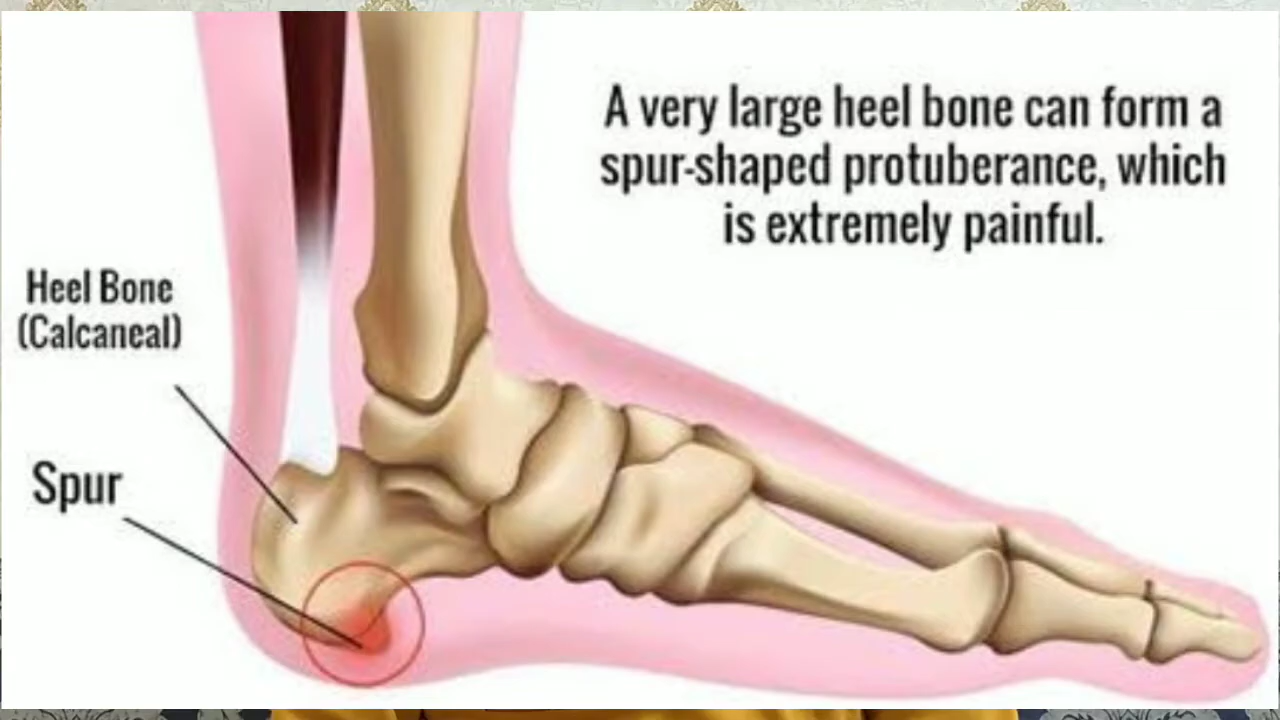 A very large heel bone can form a
spur-shaped protuberance, which
is extremely painful.
Heel Bone
(Calcaneal)
Spur